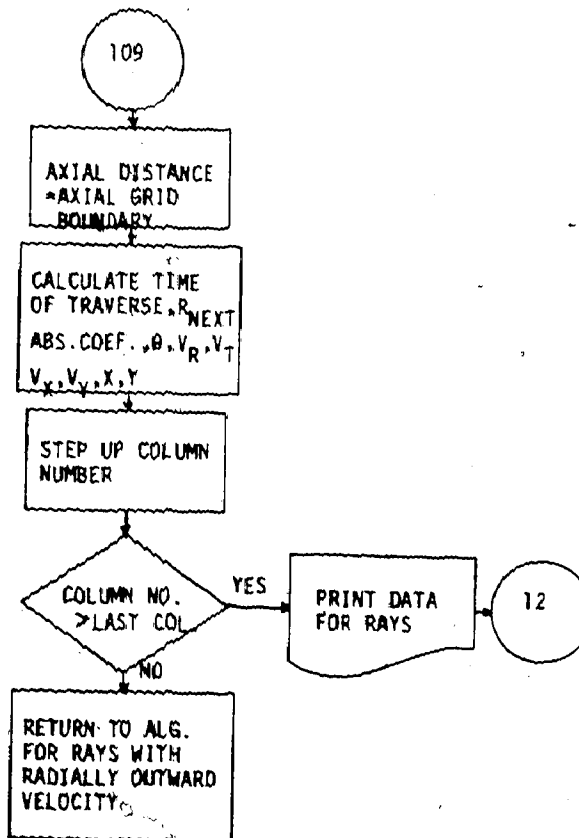 109
AXIAL DISTANCE
=AXIAL GRID
BOUNDARY
CALCULATE TIME
OF TRAVERSE,R_NEXT
ABS.COEF.,θ,V_R,V_T
V_X,V_Y,X,Y
STEP UP COLUMN
NUMBER
COLUMN NO.
>LAST COL.
YES
PRINT DATA
FOR RAYS
12
NO
RETURN TO ALG.
FOR RAYS WITH
RADIALLY OUTWARD
VELOCITY